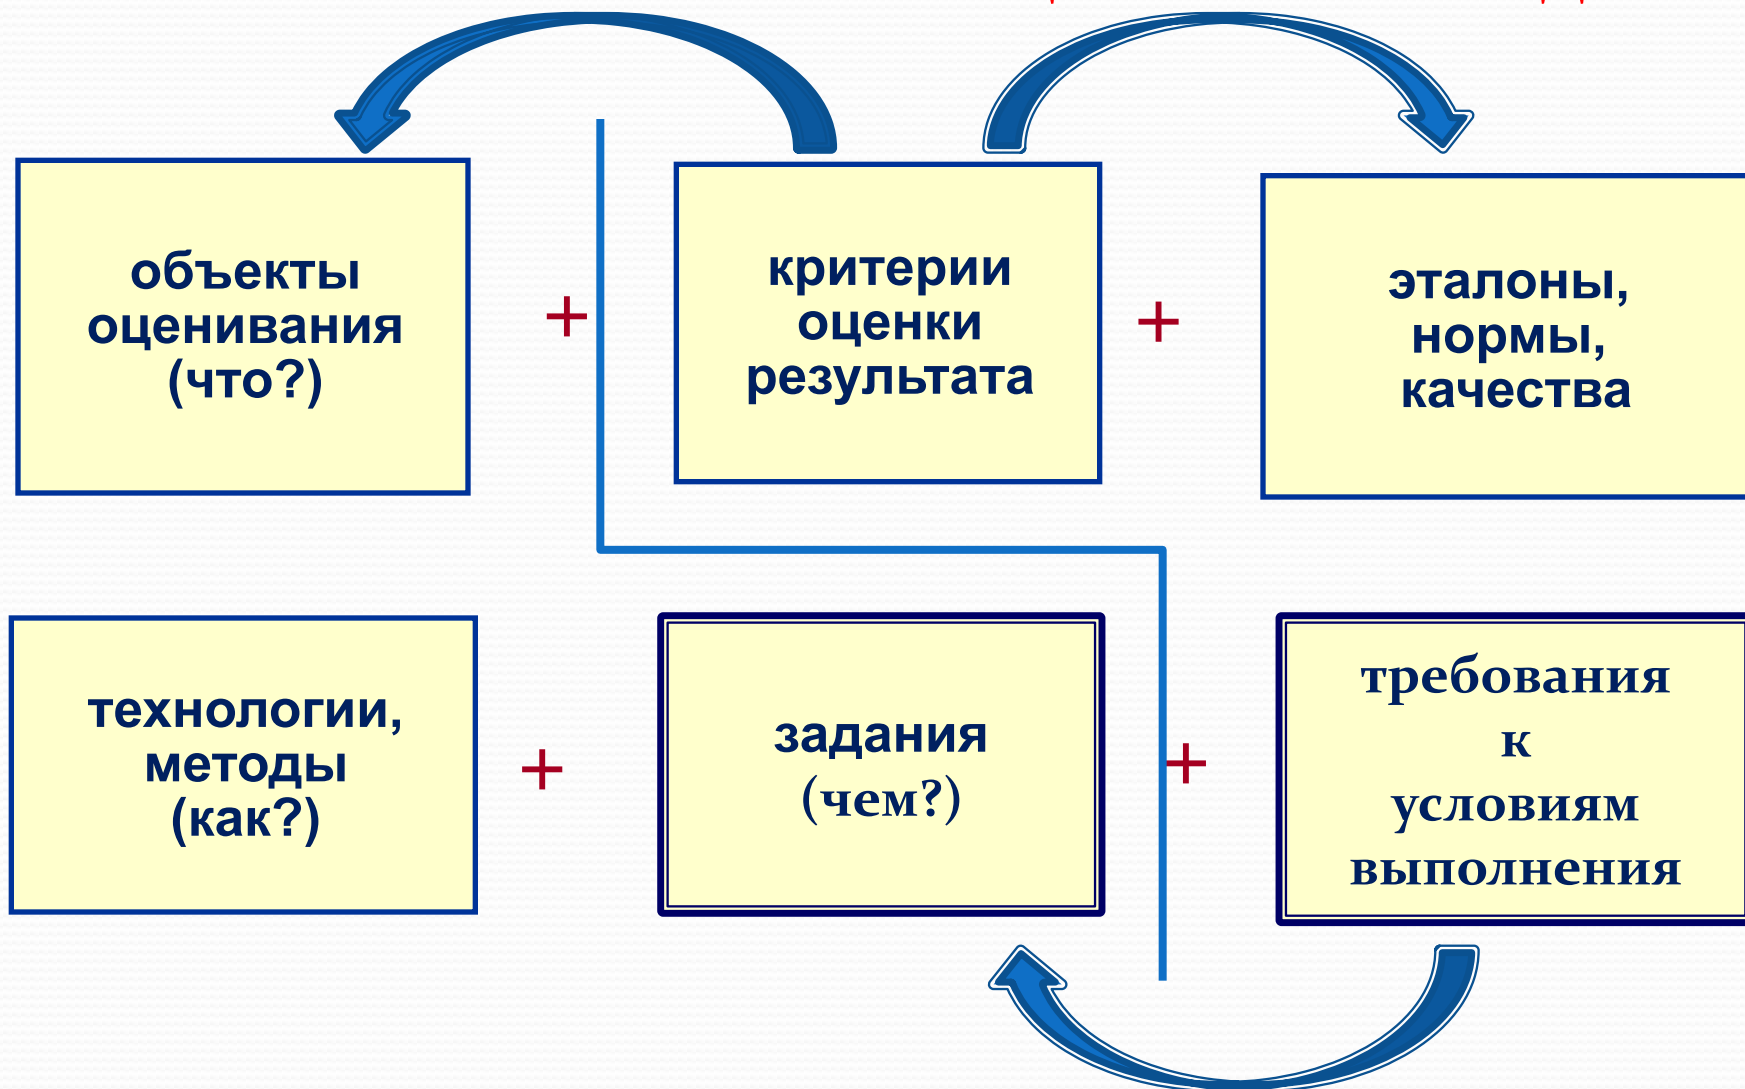 объекты
оценивания
(что?)
+
критерии
оценки
результата
+
эталоны,
нормы,
качества
технологии,
методы
(как?)
+
задания
(чем?)
+
требования
к
условиям
выполнения